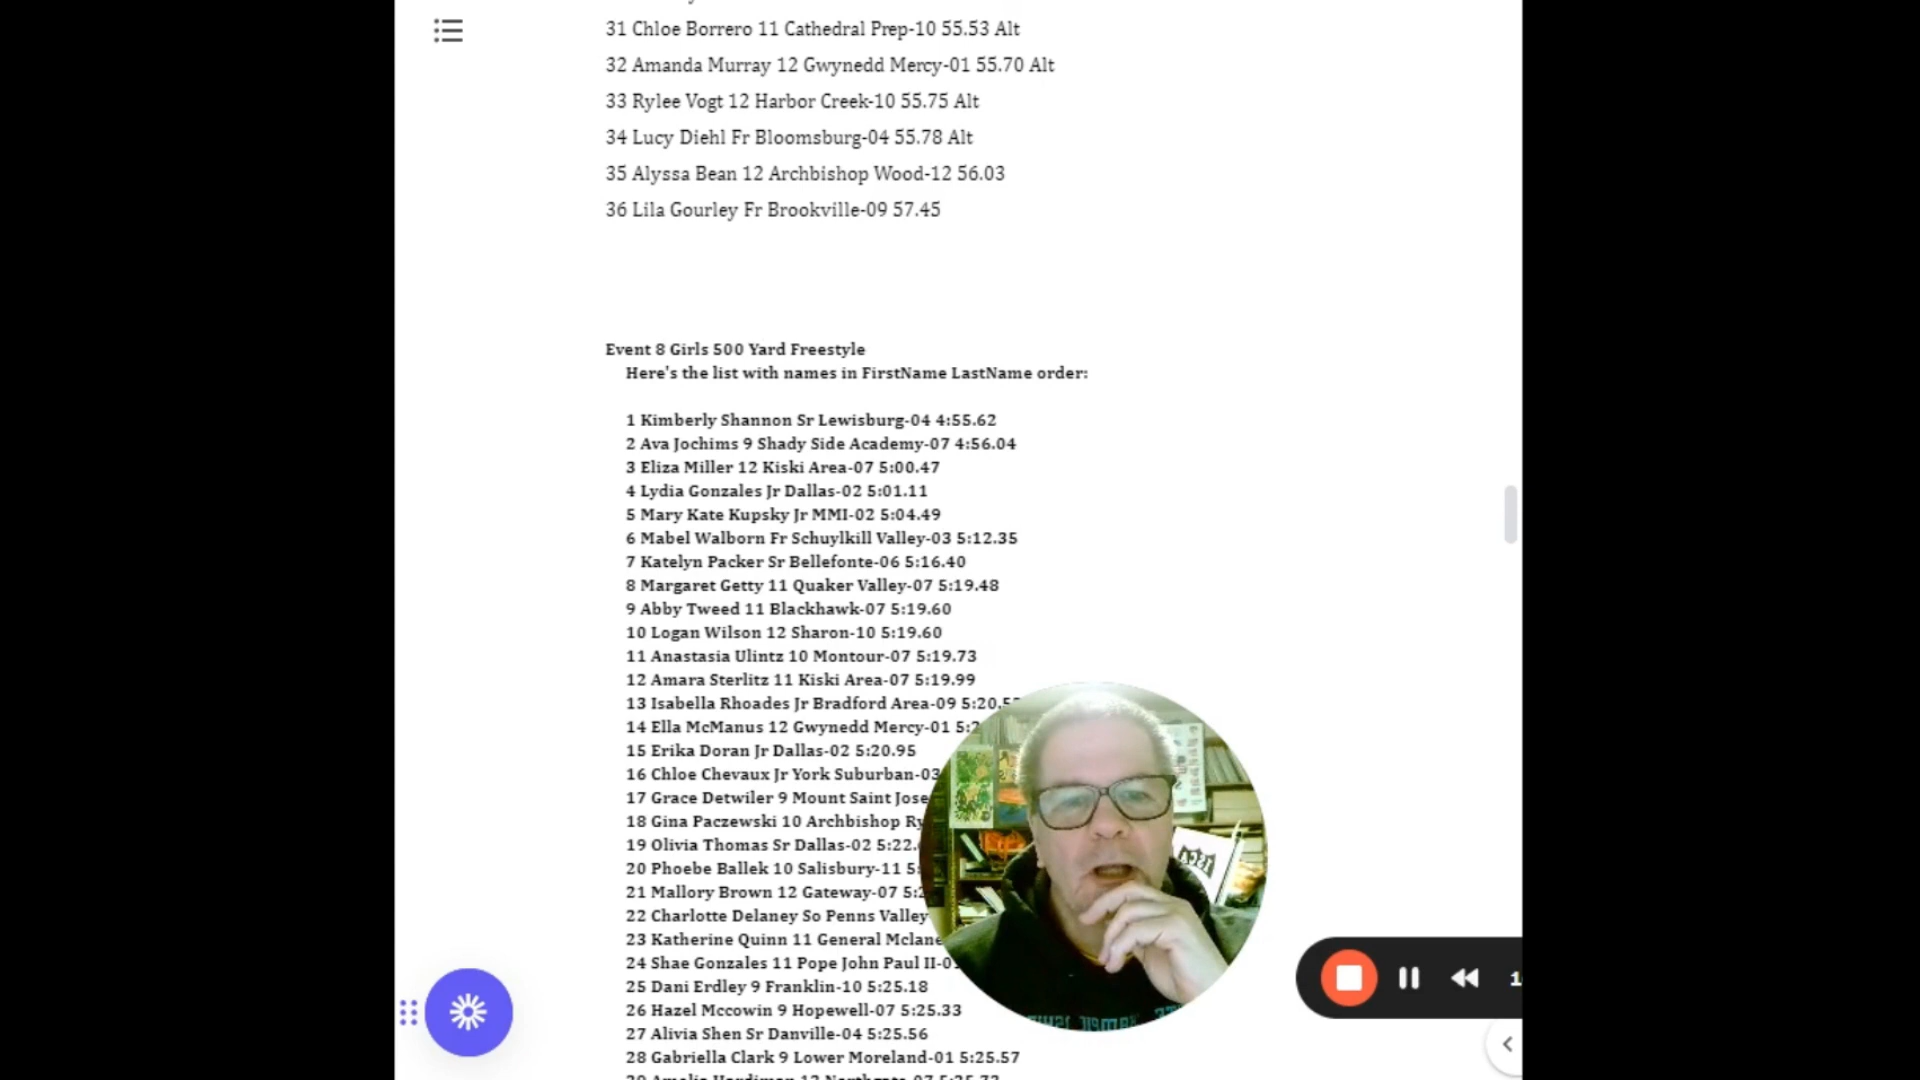 31 Chloe Borrero 11 Cathedral Prep-10 55.53 Alt
32 Amanda Murray 12 Gwynedd Mercy-01 55.70 Alt
33 Rylee Vogt 12 Harbor Creek-10 55.75 Alt
34 Lucy Diehl Fr Bloomsburg-04 55.78 Alt
35 Alyssa Bean 12 Archbishop Wood-12 56.03
36 Lila Gourley Fr Brookville-09 57.45
Event 8 Girls 500 Yard Freestyle
Here's the list with names in FirstName LastName order:
1 Kimberly Shannon Sr Lewisburg-04 4:55.62
2 Ava Jochims 9 Shady Side Academy-07 4:56.04
3 Eliza Miller 12 Kiski Area-07 5:00.47
4 Lydia Gonzales Jr Dallas-02 5:01.11
5 Mary Kate Kupsky Jr MMI-02 5:04.49
6 Mabel Walborn Fr Schuylkill Valley-03 5:12.35
7 Katelyn Packer Sr Bellefonte-06 5:16.40
8 Margaret Getty 11 Quaker Valley-07 5:19.48
9 Abby Tweed 11 Blackhawk-07 5:19.60
10 Logan Wilson 12 Sharon-10 5:19.60
11 Anastasia Ulintz 10 Montour-07 5:19.73
12 Amara Sterlitz 11 Kiski Area-07 5:19.99
13 Isabella Rhoades Jr Bradford Area-09
14 Ella McManus 12 Gwynedd Mercy-01
15 Erika Doran Jr Dallas-02 5:20.95
16 Chloe Chevaux Jr York Suburban-03
17 Grace Detwiler 9 Mount Saint
18 Gina Paczewski 10 Archbishop
19 Olivia Thomas Sr Dallas-02
20 Phoebe Ballek 10 Salisbury-11
21 Mallory Brown 12 Gateway-07
22 Charlotte Delaney So Penns Valley
23 Katherine Quinn 11 General
24 Shae Gonzales 11 Pope John Paul
25 Dani Erdley 9 Franklin-10 5:25.18
26 Hazel Mccowin 9 Hopewell-07 5:25.33
27 Alivia Shen Sr Danville-04 5:25.56
28 Gabriella Clark 9 Lower Moreland-01 5:25.57